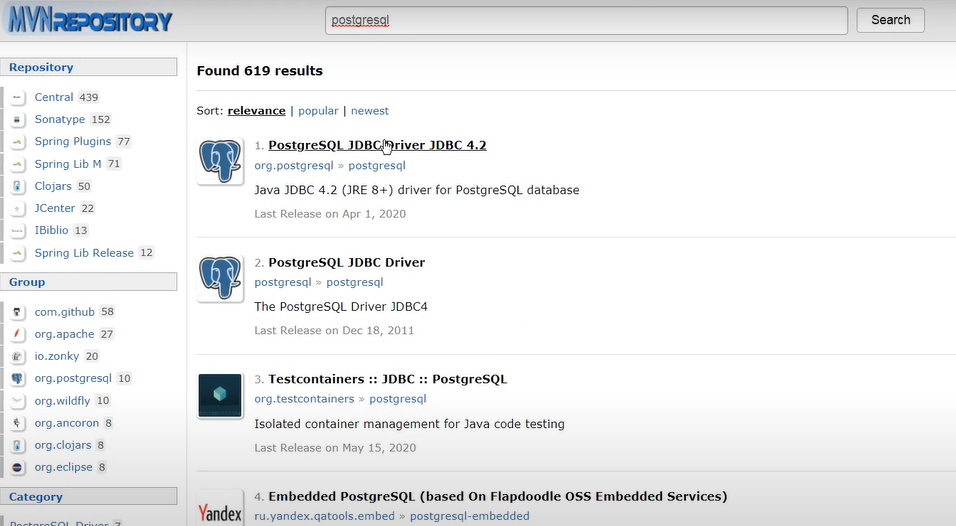 MVNREPOSITORY
postgresql
Search
Repository
Central 439
Sonatype 152
Spring Plugins 77
Spring Lib M 71
Clojars 50
JCenter 22
IBiblio 13
Spring Lib Release 12
Group
com.github 58
org.apache 27
io.zonky 20
org.postgresql 10
org.wildfly 10
org.ancoron 8
org.clojars 8
org.eclipse 8
Category
PostgreSQL Driver 7
Found 619 results
Sort: relevance | popular | newest
1. PostgreSQL JDBC Driver JDBC 4.2
org.postgresql » postgresql
Java JDBC 4.2 (JRE 8+) driver for PostgreSQL database
Last Release on Apr 1, 2020
2. PostgreSQL JDBC Driver
postgresql » postgresql
The PostgreSQL Driver JDBC4
Last Release on Dec 18, 2011
3. Testcontainers :: JDBC :: PostgreSQL
org.testcontainers » postgresql
Isolated container management for Java code testing
Last Release on May 15, 2020
Yandex
4. Embedded PostgreSQL (based On Flapdoodle OSS Embedded Services)
ru.yandex.qatools.embed » postgresql-embedded